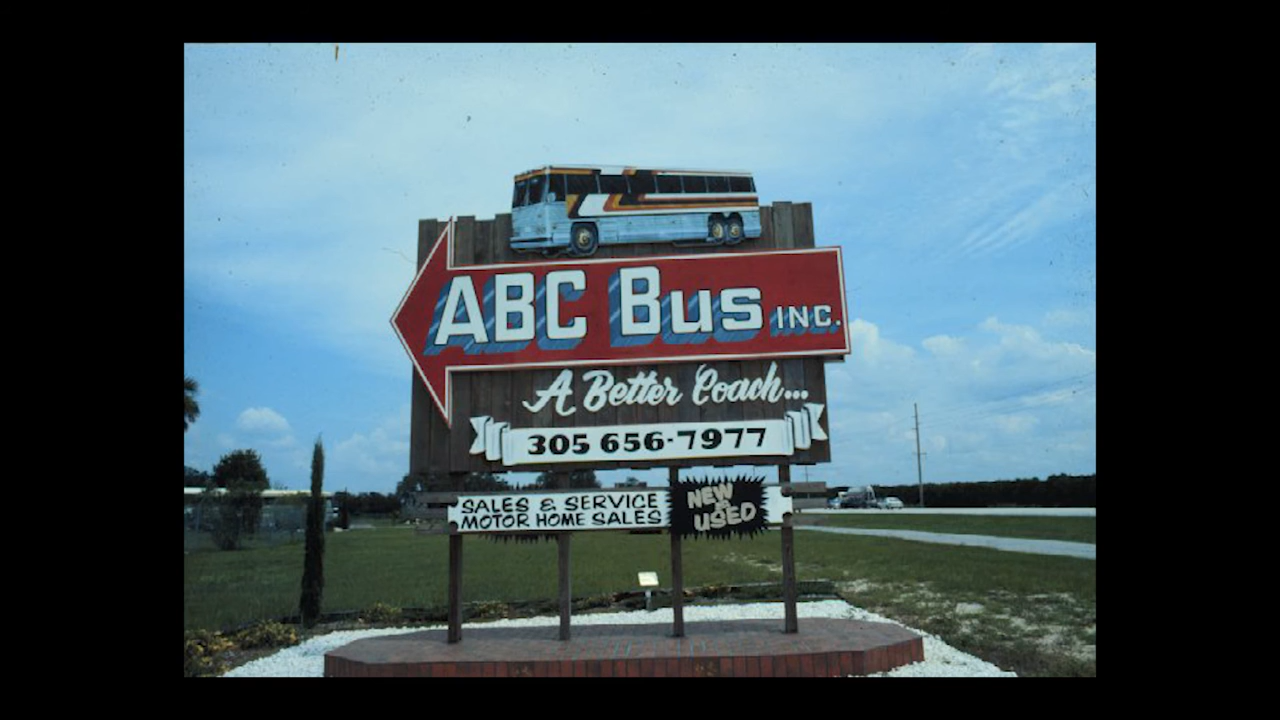 ABC BUS INC.
A Better Coach...
305 656-7977
SALES & SERVICE
MOTOR HOME SALES
NEW
&
USED